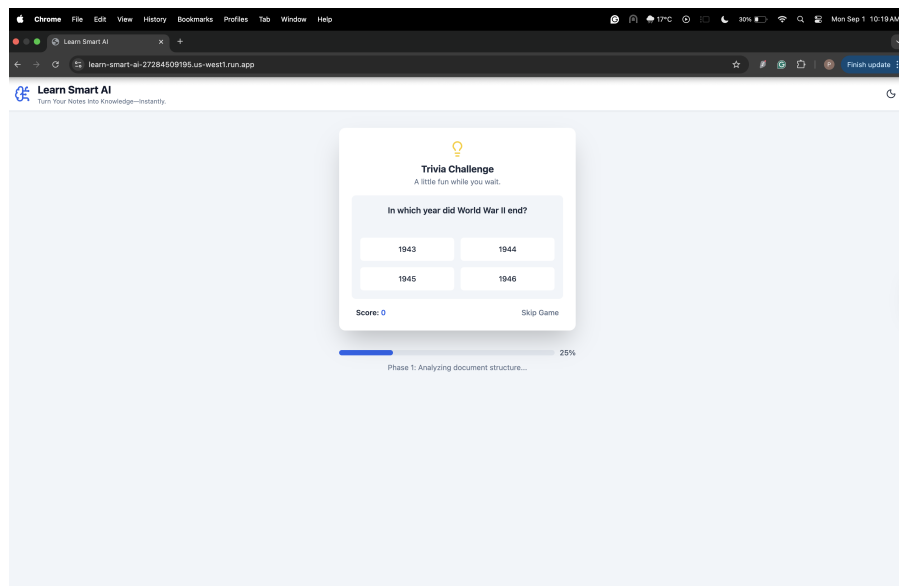 Chrome File Edit View History Bookmarks Profiles Tab Window Help 17°C 30% Mon Sep 1 10:19 AM
Learn Smart AI
learn-smart-ai-27284509195.us-west1.run.app Finish update
Learn Smart AI
Turn Your Notes Into Knowledge—Instantly.
Trivia Challenge
A little fun while you wait.
In which year did World War II end?
1943 1944
1945 1946
Score: 0 Skip Game
25%
Phase 1: Analyzing document structure...